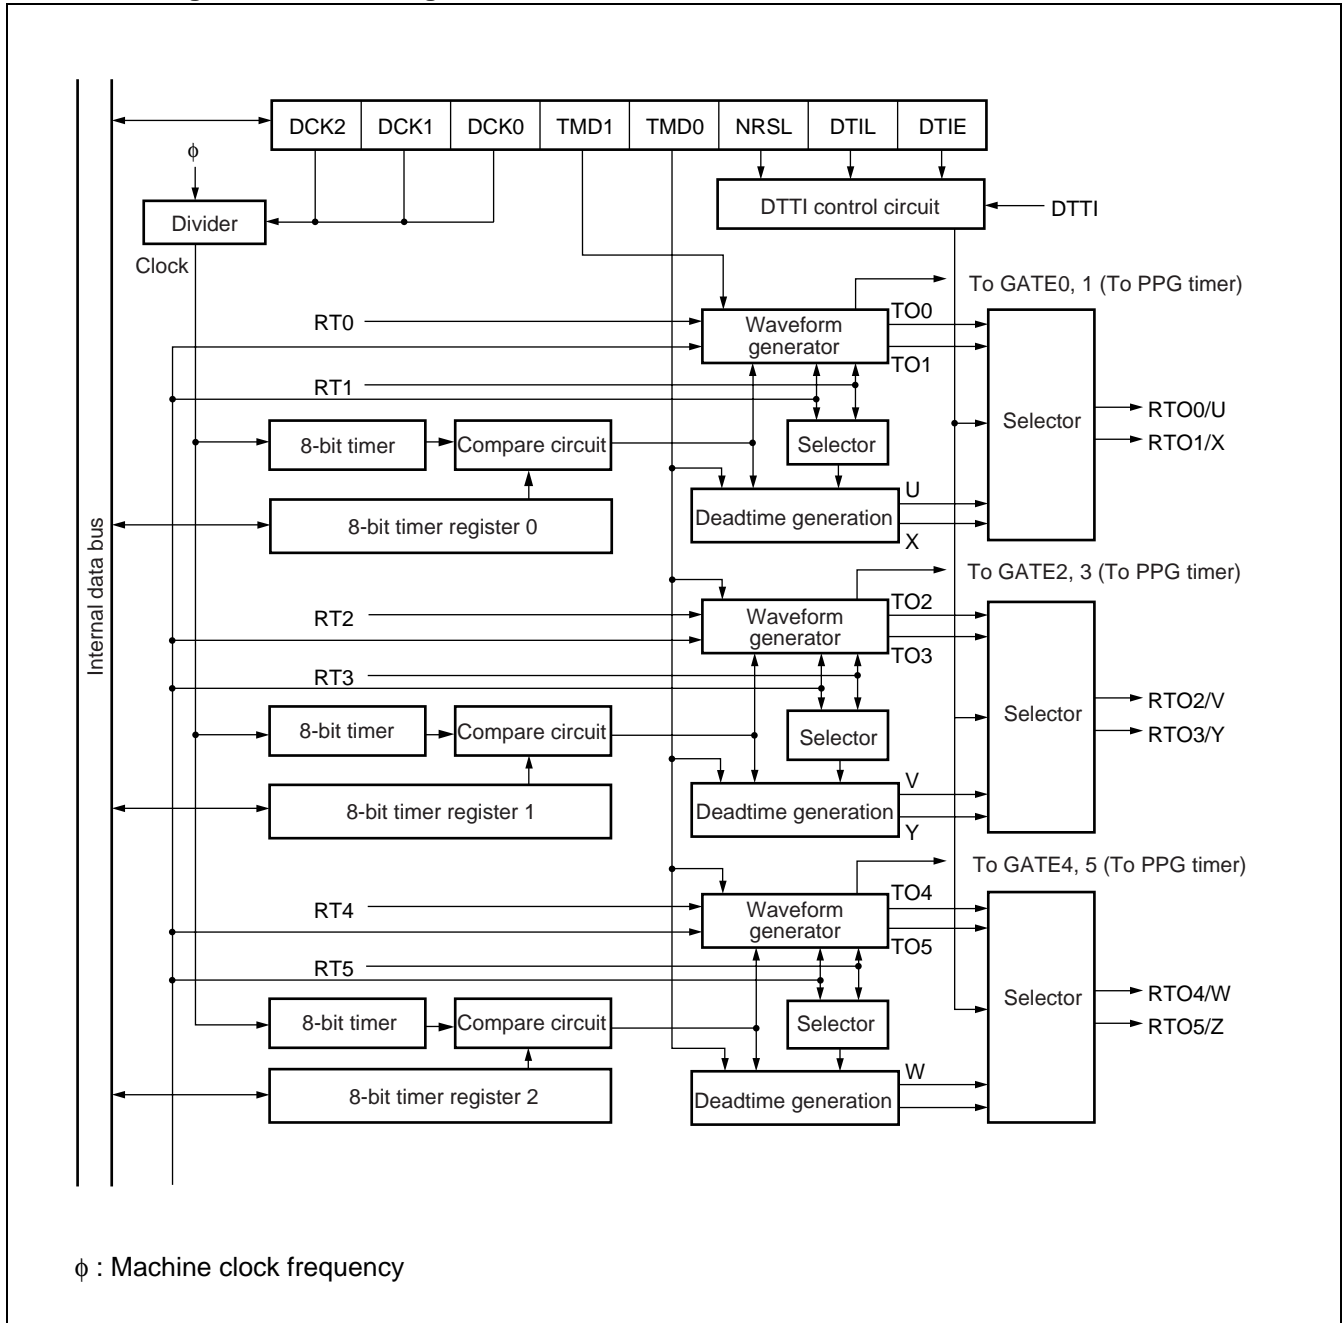 DCK2 DCK1 DCK0 TMD1 TMD0 NRSL DTIL DTIE
ϕ
Divider
DTTI control circuit
DTTI
Clock
To GATE0, 1 (To PPG timer)
RT0
Waveform
generator
TO0
TO1
RT1
Selector
RTO0/U
RTO1/X
8-bit timer
Compare circuit
Selector
8-bit timer register 0
Deadtime generation
U
X
Internal data bus
To GATE2, 3 (To PPG timer)
RT2
Waveform
generator
TO2
TO3
RT3
Selector
RTO2/V
RTO3/Y
8-bit timer
Compare circuit
Selector
8-bit timer register 1
Deadtime generation
V
Y
To GATE4, 5 (To PPG timer)
RT4
Waveform
generator
TO4
TO5
RT5
Selector
RTO4/W
RTO5/Z
8-bit timer
Compare circuit
Selector
8-bit timer register 2
Deadtime generation
W
ϕ : Machine clock frequency